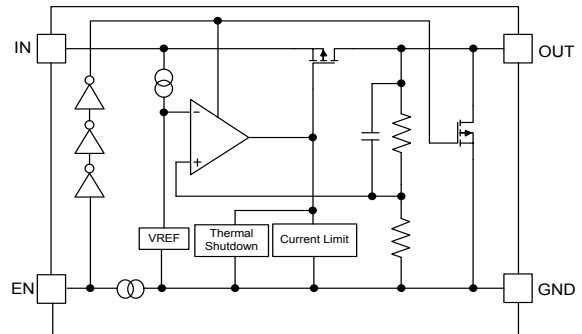 IN
OUT
−
+
VREF
Thermal
Shutdown
Current Limit
EN
GND